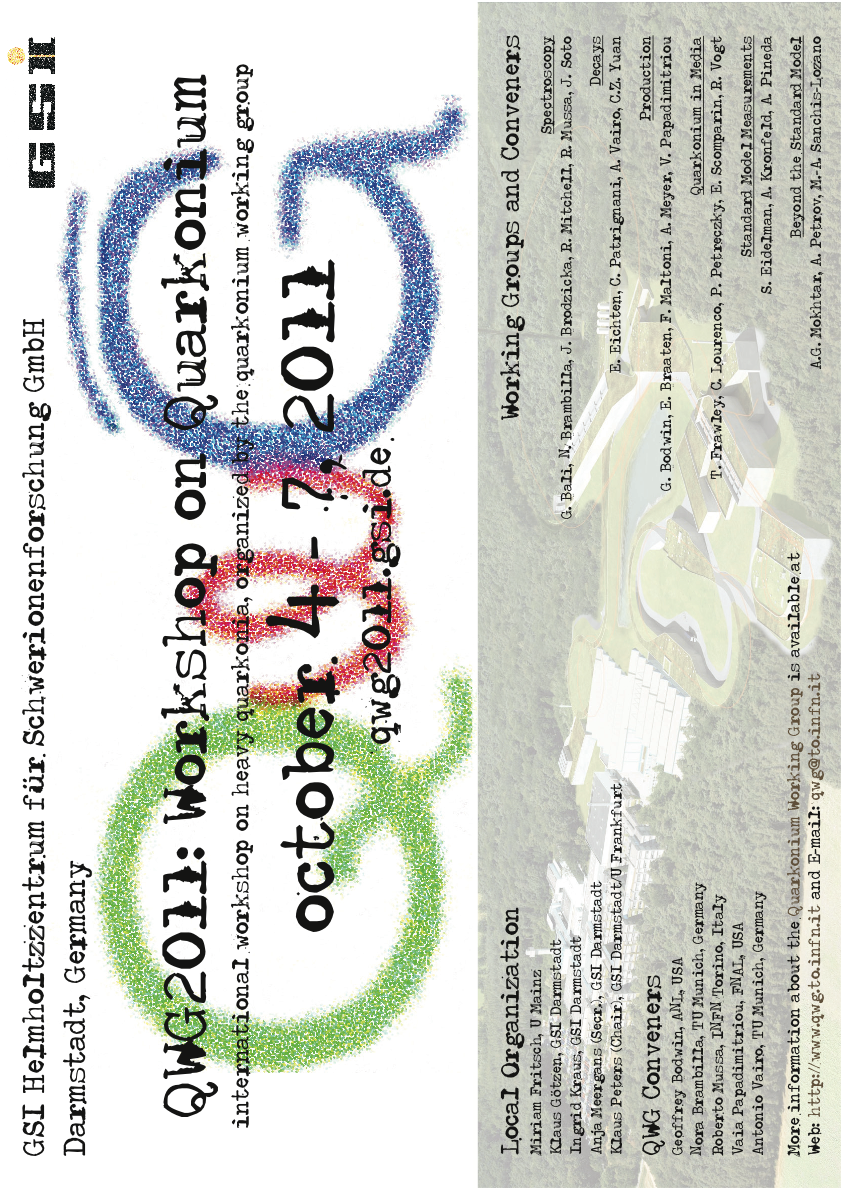 GSI Helmholtzzentrum für Schwerionenforschung GmbH
Darmstadt, Germany
GSI
QWG2011: Workshop on Quarkonium
international workshop on heavy quarkonia, organized by the quarkonium working group
october 4 - 7, 2011
qwg2011.gsi.de
Local Organization
Miriam Fritsch, U Mainz
Klaus Götzen, GSI Darmstadt
Ingrid Kraus, GSI Darmstadt
Anja Meergans (Secr.), GSI Darmstadt
Klaus Peters (Chair), GSI Darmstadt/U Frankfurt
QWG Conveners
Geoffrey Bodwin, ANL, USA
Nora Brambilla, TU Munich, Germany
Roberto Mussa, INFN Torino, Italy
Vaia Papadimitriou, FNAL, USA
Antonio Vairo, TU Munich, Germany
Working Groups and Conveners
Spectroscopy
G. Bali, N. Brambilla, J. Brodzicka, R. Mitchell, R. Mussa, J. Soto
Decays
E. Eichten, C. Patrignani, A. Vairo, C.Z. Yuan
Production
G. Bodwin, E. Braaten, F. Maltoni, A. Meyer, V. Papadimitriou
Quarkonium in Media
T. Frawley, C. Lourenco, P. Petreczky, E. Scomparin, R. Vogt
Standard Model Measurements
S. Eidelman, A. Kronfeld, A. Pineda
Beyond the Standard Model
A.G. Mokhtar, A. Petrov, M.-A. Sanchis-Lozano
More information about the Quarkonium Working Group is available at
Web: http://www.qwg.to.infn.it and E-mail: qwg@to.infn.it